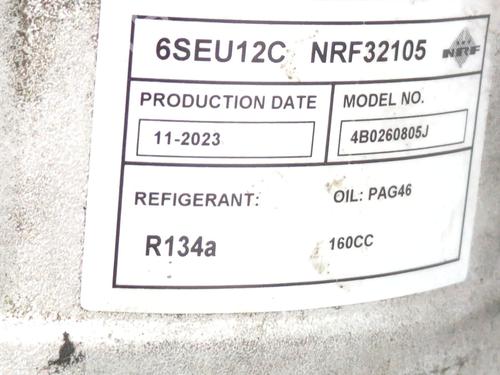 6SEU12C NRF32105 NRF
PRODUCTION DATE
11-2023
MODEL NO.
4B0260805J
REFIGERANT:
R134a
OIL: PAG46
160CC